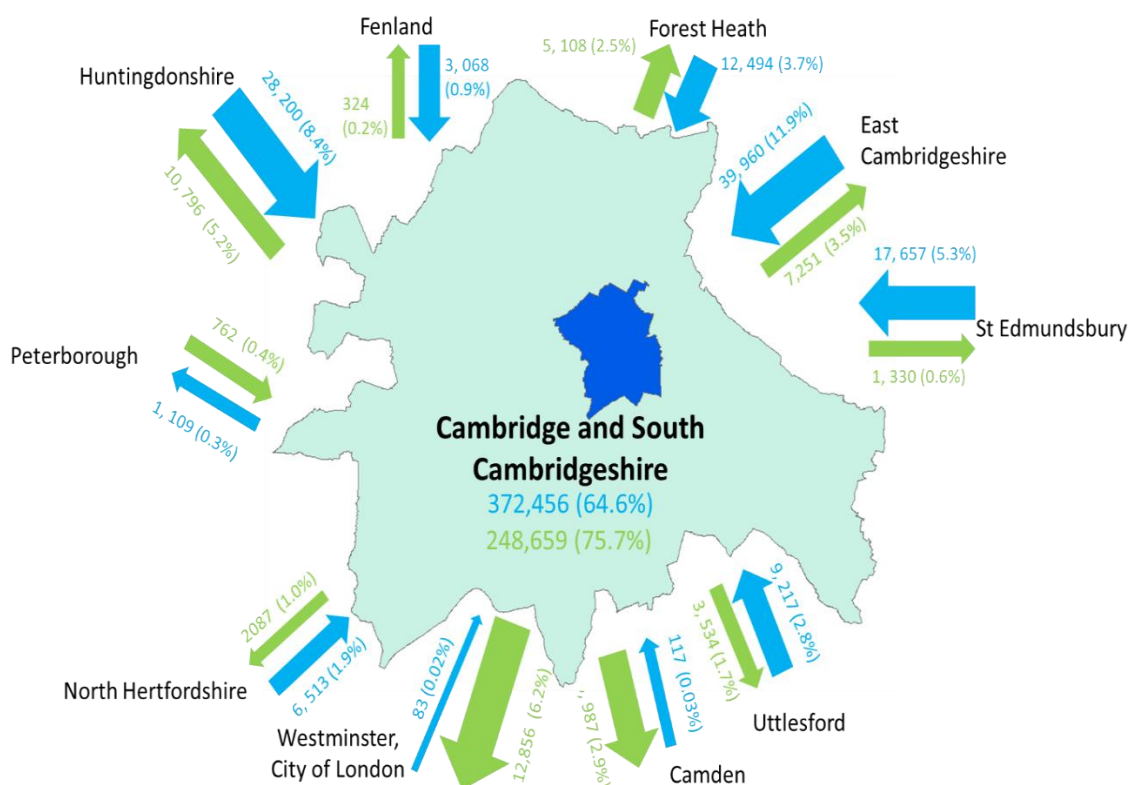 Fenland
Forest Heath
5, 108 (2.5%)
Huntingdonshire
28, 200 (8.4%)
3, 068
(0.9%)
12, 494 (3.7%)
324
(0.2%)
East
Cambridgeshire
39, 960 (11.9%)
10, 796 (5.2%)
7,251 (3.5%)
17, 657 (5.3%)
St Edmundsbury
762 (0.4%)
Peterborough
1, 330 (0.6%)
1, 109 (0.3%)
Cambridge and South
Cambridgeshire
372,456 (64.6%)
248,659 (75.7%)
2087 (1.0%)
9, 217 (2.8%)
3, 534 (1.7%)
North Hertfordshire
6, 513 (1.9%)
83 (0.02%)
117 (0.03%)
987 (2.9%)
12,856 (6.2%)
Westminster,
City of London
Uttlesford
Camden